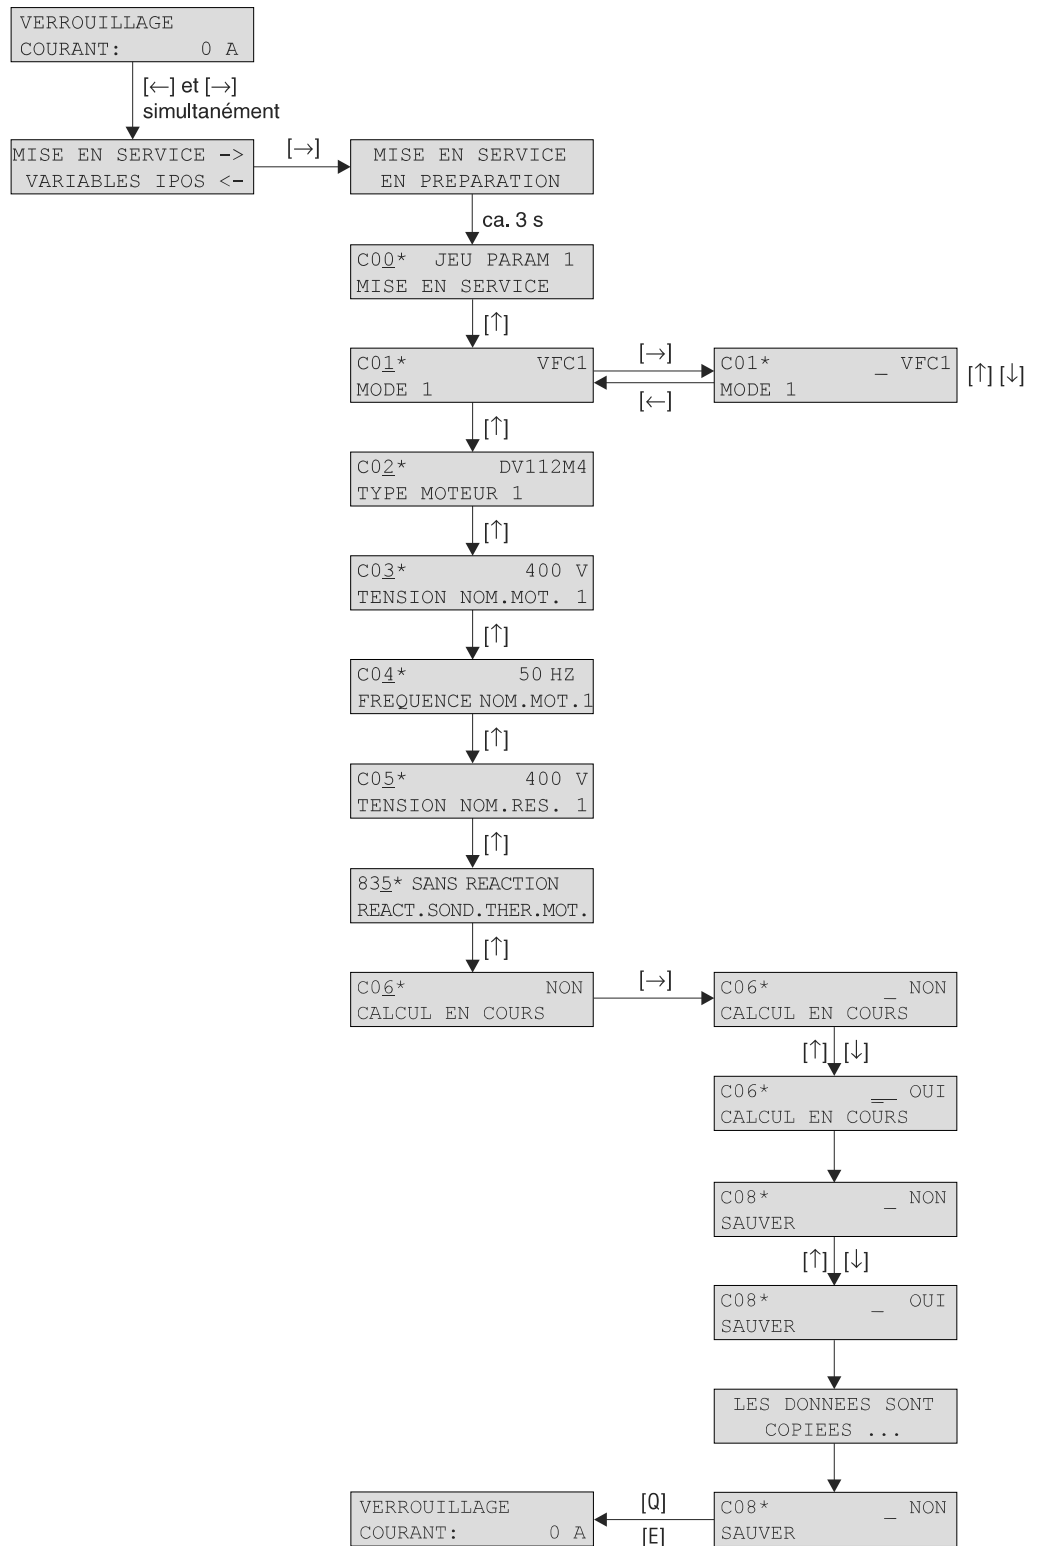 VERROUILLAGE
COURANT: 0 A
[←] et [→]
simultanément
MISE EN SERVICE ->
VARIABLES IPOS <-
[→]
MISE EN SERVICE
EN PREPARATION
ca. 3 s
C00* JEU PARAM 1
MISE EN SERVICE
[↑]
C01* VFC1
MODE 1
[→]
[←]
C01* _ VFC1
MODE 1
[↑] [↓]
[↑]
C02* DV112M4
TYPE MOTEUR 1
[↑]
C03* 400 V
TENSION NOM.MOT. 1
[↑]
C04* 50 HZ
FREQUENCE NOM.MOT.1
[↑]
C05* 400 V
TENSION NOM.RES. 1
[↑]
835* SANS REACTION
REACT.SOND.THER.MOT.
[↑]
C06* NON
CALCUL EN COURS
[→]
C06* _ NON
CALCUL EN COURS
[↑] [↓]
C06* __ OUI
CALCUL EN COURS
C08* _ NON
SAUVER
[↑] [↓]
C08* _ OUI
SAUVER
LES DONNEES SONT
COPIEES ...
C08* _ NON
SAUVER
[Q]
[E]
VERROUILLAGE
COURANT: 0 A